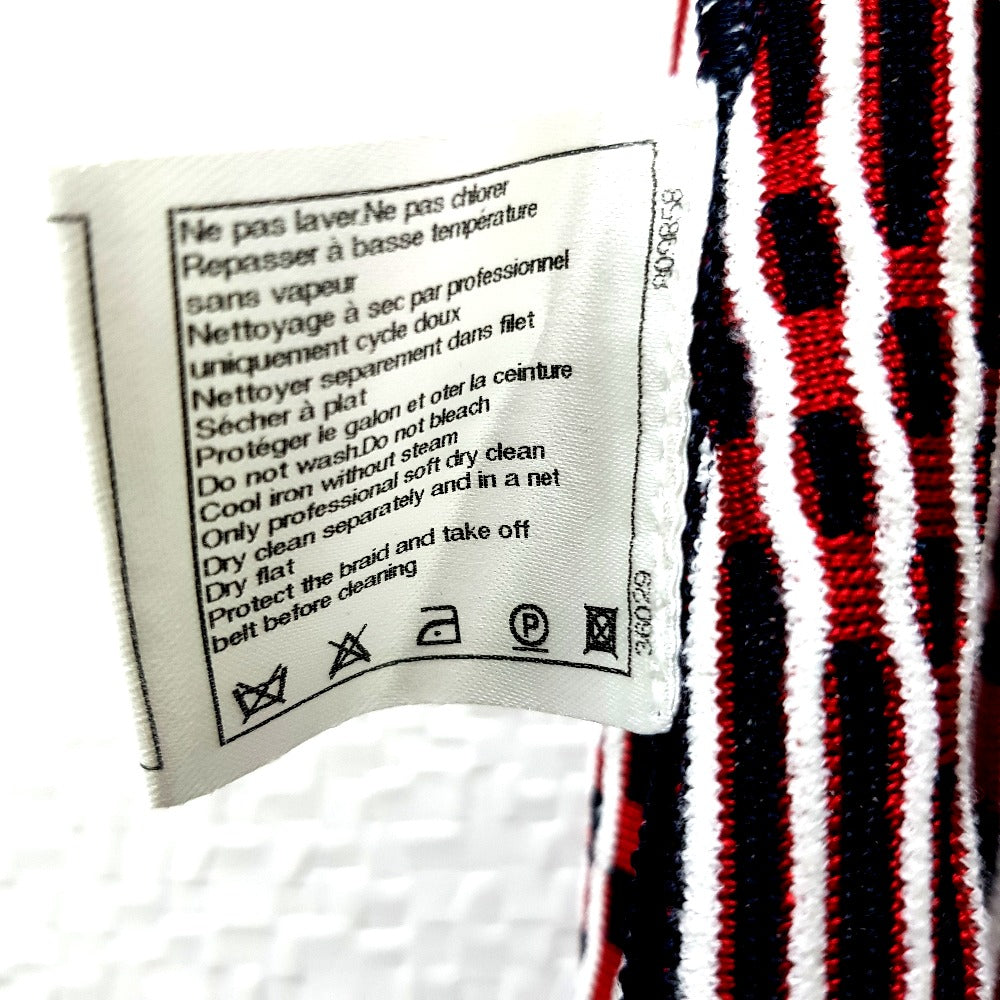 Ne pas laver.Ne pas chlorer
Repasser à basse température
sans vapeur
Nettoyage à sec par professionnel
uniquement cycle doux
Nettoyer separement dans filet
Sécher à plat
Protéger le galon et oter la ceinture
Do not wash.Do not bleach
Cool iron without steam
Only professional soft dry clean
Dry clean separately and in a net
Dry flat
Protect the braid and take off
belt before cleaning
P
36029